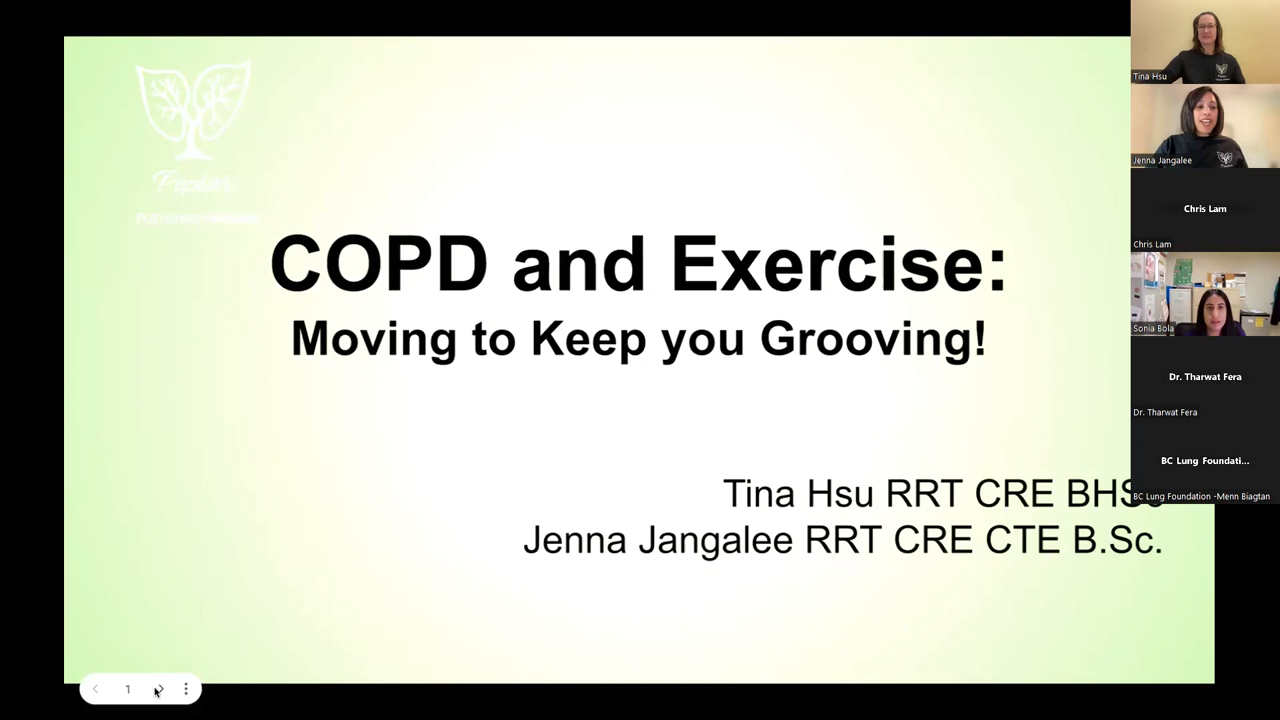 COPD and Exercise:
Moving to Keep you Grooving!
Tina Hsu RRT CRE BHSc
Jenna Jangalee RRT CRE CTE B.Sc.
1
Tina Hsu
Jenna Jangalee
Chris Lam
Chris Lam
Sonia Bola
Dr. Tharwat Fera
Dr. Tharwat Fera
BC Lung Foundati...
BC Lung Foundation -Menn Biagtan